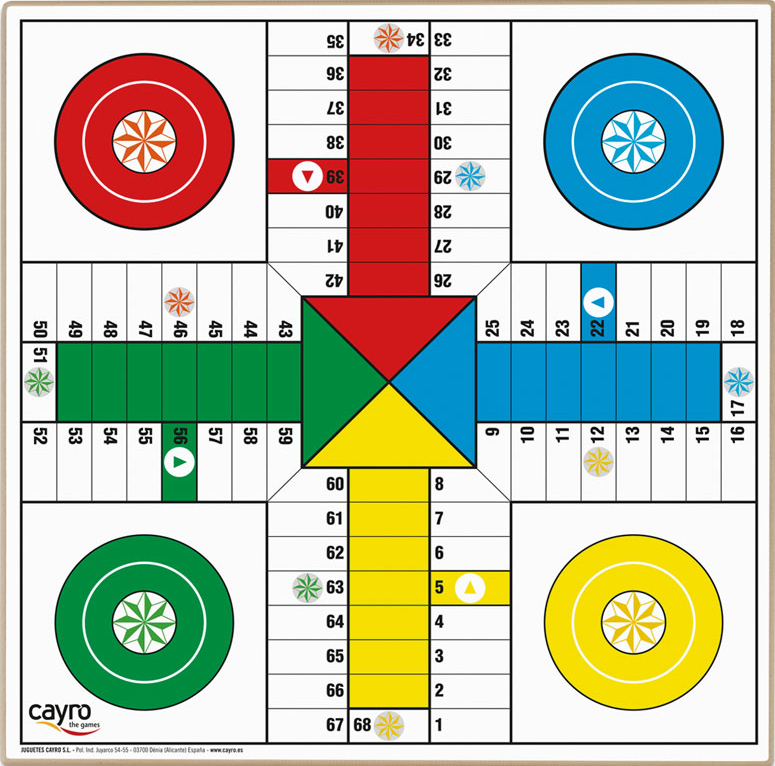 35 34 33
36 32
37 31
38 30
39 29
40 28
41 27
42 26
50 49 48 47 46 45 44 43 25 24 23 22 21 20 19 18
51 17
52 53 54 55 56 57 58 59 9 10 11 12 13 14 15 16
60 8
61 7
62 6
63 5
64 4
65 3
66 2
67 68 1
cayro
the games
JUGUETES CAYRO S.L. - Pol. Ind. Juyarco 54-55 - 03700 Dénia (Alicante) España - www.cayro.es